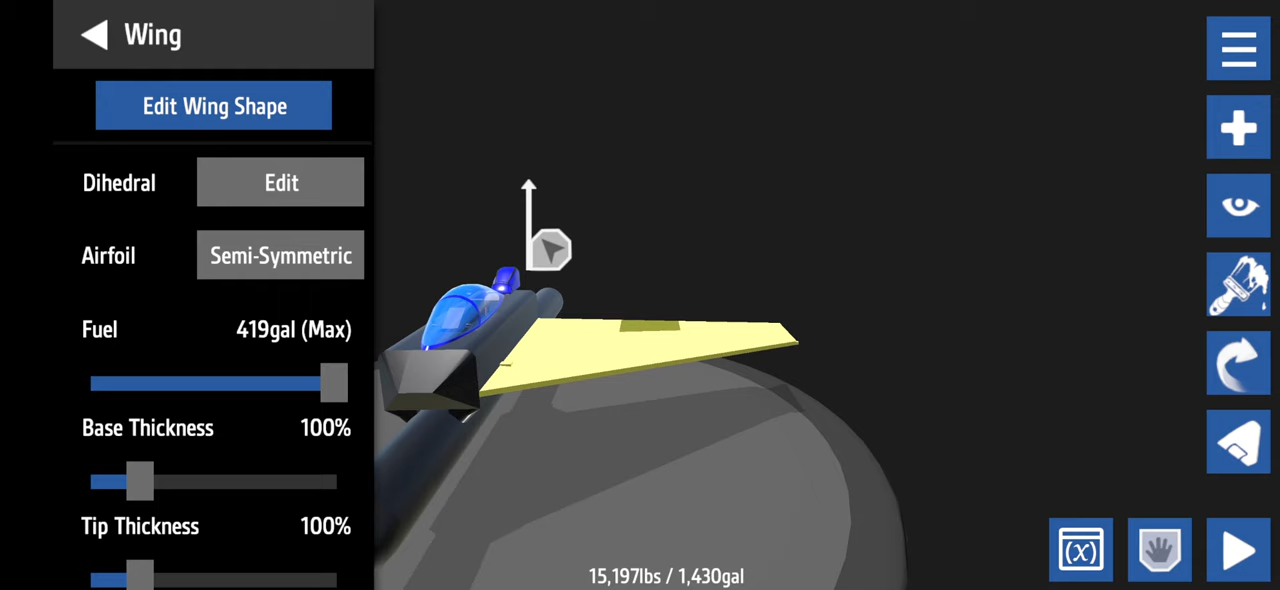 Wing
Edit Wing Shape
Dihedral Edit
Airfoil Semi-Symmetric
Fuel 419gal (Max)
Base Thickness 100%
Tip Thickness 100%
(x)
15,197lbs / 1,430gal